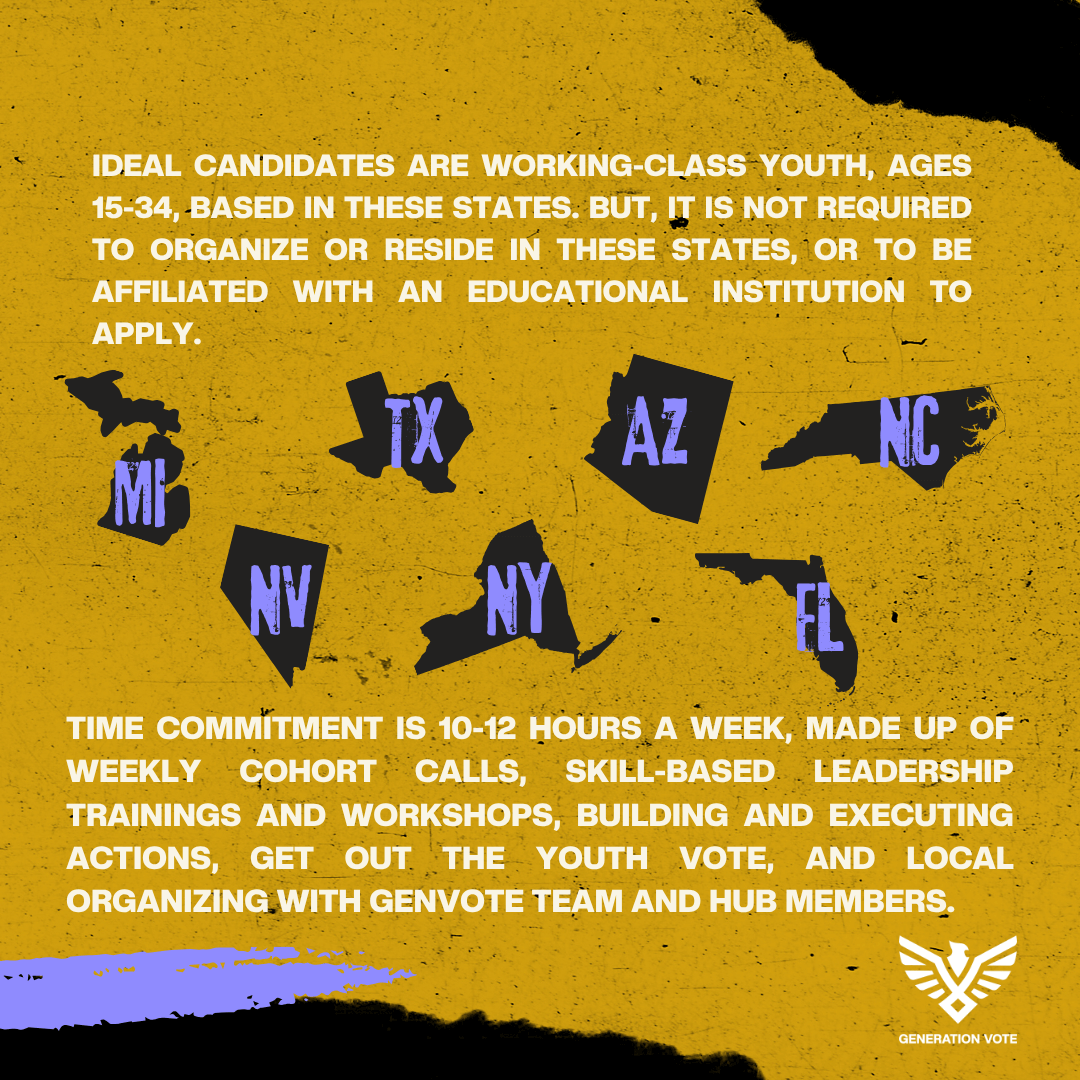 IDEAL CANDIDATES ARE WORKING-CLASS YOUTH, AGES
15-34, BASED IN THESE STATES. BUT, IT IS NOT REQUIRED
TO ORGANIZE OR RESIDE IN THESE STATES, OR TO BE
AFFILIATED WITH AN EDUCATIONAL INSTITUTION TO
APPLY.
MI
TX
AZ
NC
NV
NY
FL
TIME COMMITMENT IS 10-12 HOURS A WEEK, MADE UP OF
WEEKLY COHORT CALLS, SKILL-BASED LEADERSHIP
TRAININGS AND WORKSHOPS, BUILDING AND EXECUTING
ACTIONS, GET OUT THE YOUTH VOTE, AND LOCAL
ORGANIZING WITH GENVOTE TEAM AND HUB MEMBERS.
GENERATION VOTE